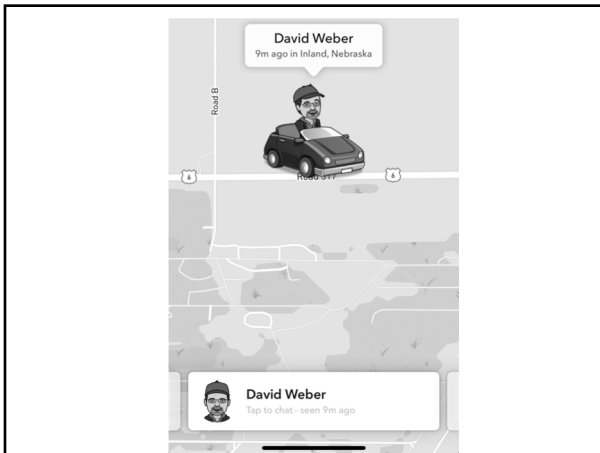 David Weber
9m ago in Inland, Nebraska
Road B
6
Road 317
6
David Weber
Tap to chat - seen 9m ago